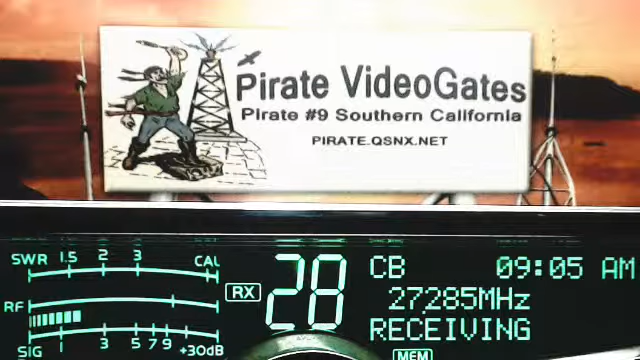 Pirate VideoGates
Pirate #9 Southern California
PIRATE.QSNX.NET
SWR 1.5 2 3 CAL
RF
SIG 1 3 5 7 9 +30dB
RX
28
CB 09:05 AM
27.285MHz
RECEIVING
MEM